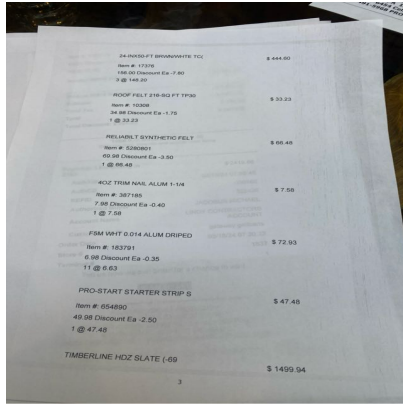 24-INX50-FT BRWN/WHTE TCL $ 444.60
Item #: 17376
156.00 Discount Ea -7.80
3 @ 148.20
ROOF FELT 216-SQ FT TP30 $ 33.23
Item #: 10308
34.98 Discount Ea -1.75
1 @ 33.23
RELIABILT SYNTHETIC FELT $ 66.48
Item #: 5280801
69.98 Discount Ea -3.50
1 @ 66.48
4OZ TRIM NAIL ALUM 1-1/4 $ 7.58
Item #: 387185
7.98 Discount Ea -0.40
1 @ 7.58
F5M WHT 0.014 ALUM DRIPED $ 72.93
Item #: 183791
6.98 Discount Ea -0.35
11 @ 6.63
PRO-START STARTER STRIP S $ 47.48
Item #: 654890
49.98 Discount Ea -2.50
1 @ 47.48
TIMBERLINE HDZ SLATE (-69 $ 1499.94
3